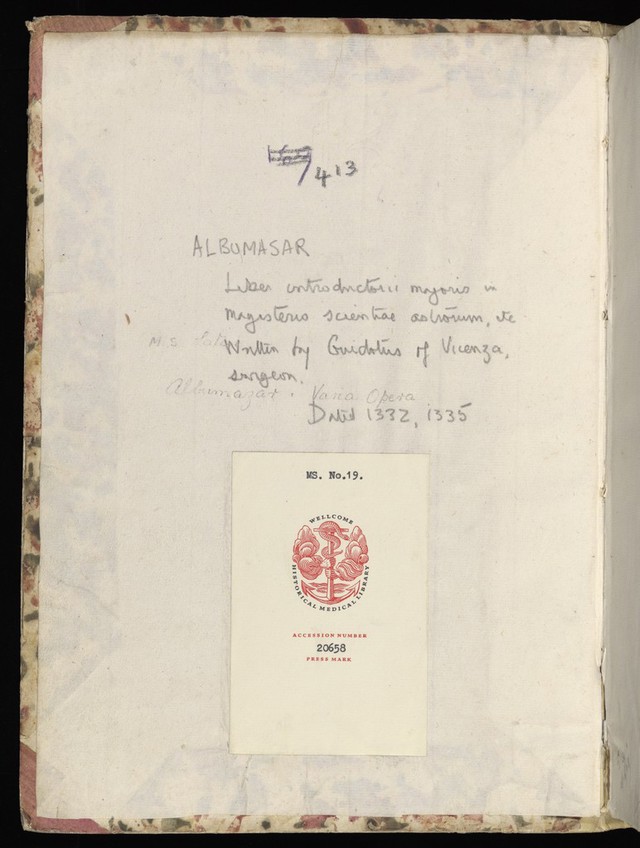 413
ALBUMASAR
Liber introductorii majoris in
magisterio scientiae astrorum, etc
M.S.
Written by Guidotus of Vicenza,
surgeon.
Albumazar. Varia Opera
Dated 1332, 1335
MS. No.19.
WELLCOME
HISTORICAL MEDICAL LIBRARY
ACCESSION NUMBER
20658
PRESS MARK